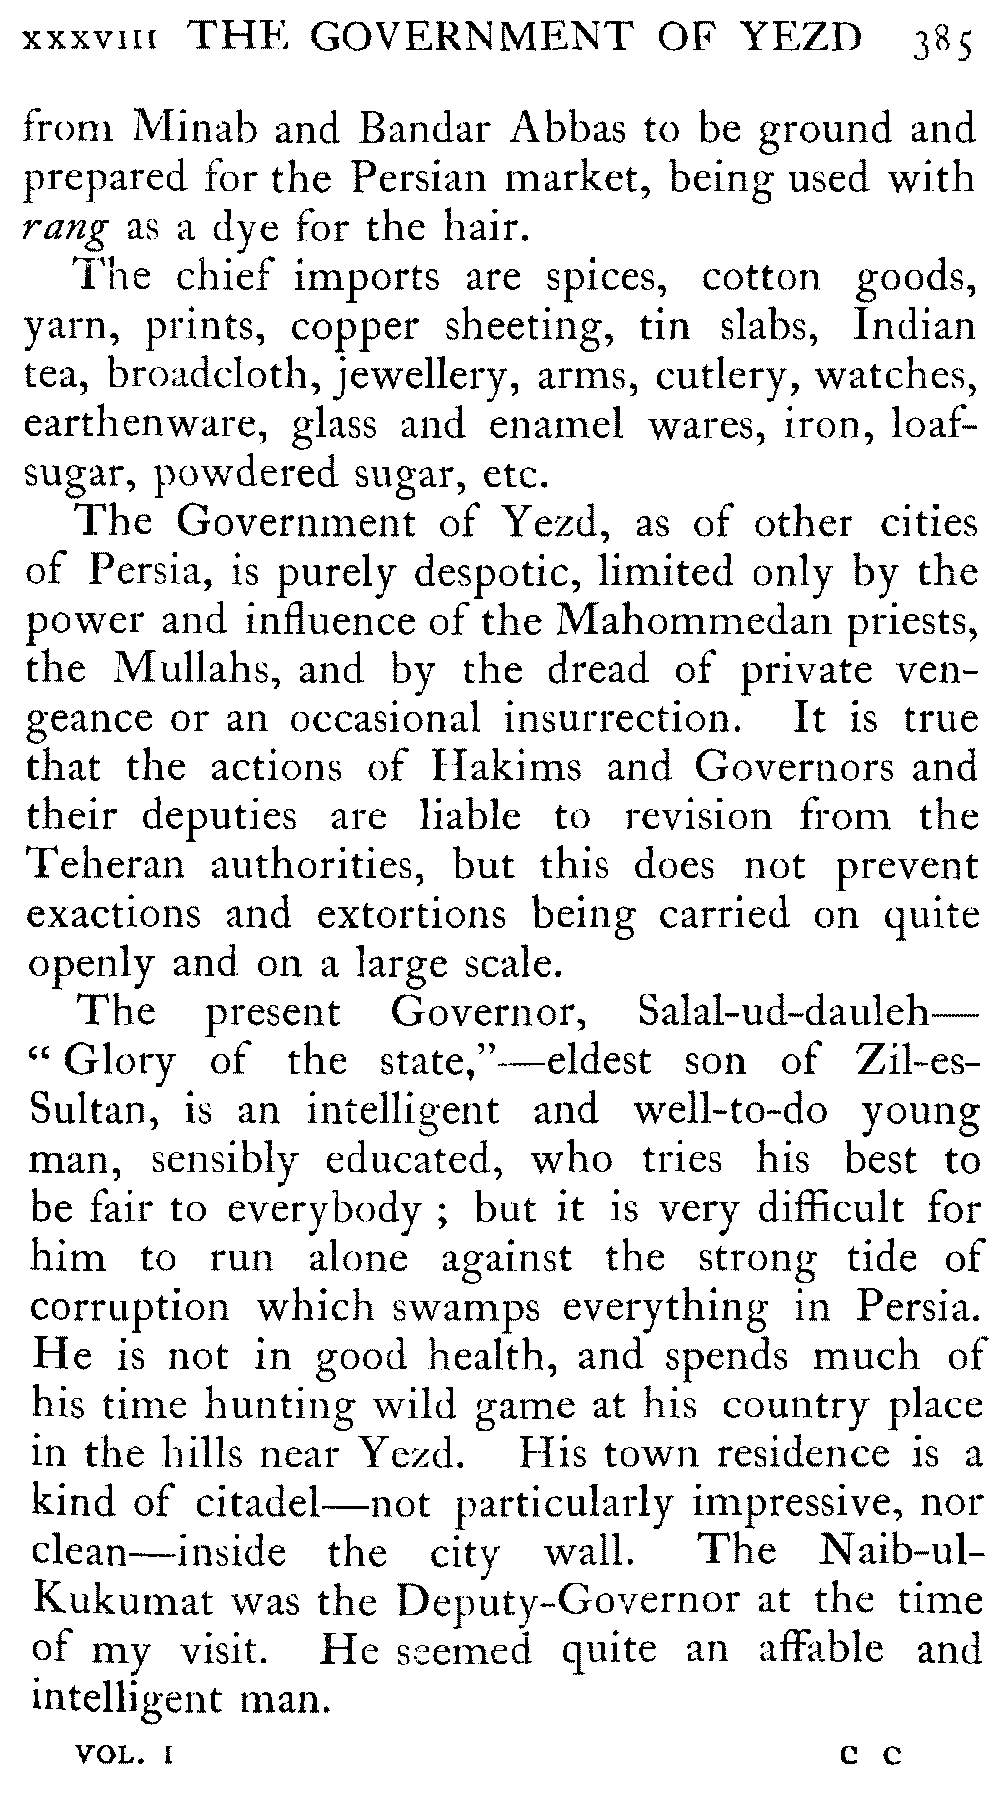 XXXVIII THE GOVERNMENT OF YEZD 385
from Minab and Bandar Abbas to be ground and
prepared for the Persian market, being used with
rang as a dye for the hair.
The chief imports are spices, cotton goods,
yarn, prints, copper sheeting, tin slabs, Indian
tea, broadcloth, jewellery, arms, cutlery, watches,
earthenware, glass and enamel wares, iron, loaf-
sugar, powdered sugar, etc.
The Government of Yezd, as of other cities
of Persia, is purely despotic, limited only by the
power and influence of the Mahommedan priests,
the Mullahs, and by the dread of private ven-
geance or an occasional insurrection. It is true
that the actions of Hakims and Governors and
their deputies are liable to revision from the
Teheran authorities, but this does not prevent
exactions and extortions being carried on quite
openly and on a large scale.
The present Governor, Salal-ud-dauleh—
“Glory of the state,”—eldest son of Zil-es-
Sultan, is an intelligent and well-to-do young
man, sensibly educated, who tries his best to
be fair to everybody ; but it is very difficult for
him to run alone against the strong tide of
corruption which swamps everything in Persia.
He is not in good health, and spends much of
his time hunting wild game at his country place
in the hills near Yezd. His town residence is a
kind of citadel—not particularly impressive, nor
clean—inside the city wall. The Naib-ul-
Kukumat was the Deputy-Governor at the time
of my visit. He seemed quite an affable and
intelligent man.
VOL. I C C